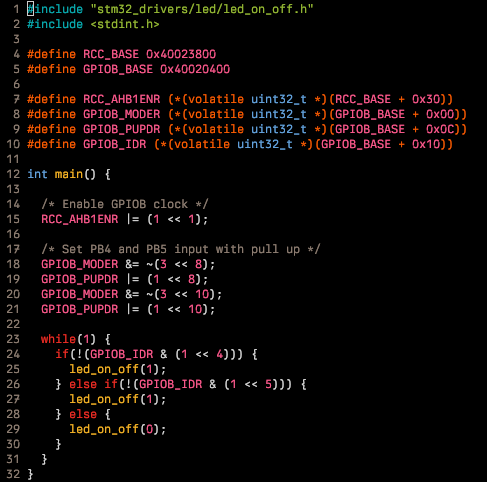 1 #include "stm32_drivers/led/led_on_off.h"
2 #include <stdint.h>
3
4 #define RCC_BASE 0x40023800
5 #define GPIOB_BASE 0x40020400
6
7 #define RCC_AHB1ENR (*(volatile uint32_t *)(RCC_BASE + 0x30))
8 #define GPIOB_MODER (*(volatile uint32_t *)(GPIOB_BASE + 0x00))
9 #define GPIOB_PUPDR (*(volatile uint32_t *)(GPIOB_BASE + 0x0C))
10 #define GPIOB_IDR (*(volatile uint32_t *)(GPIOB_BASE + 0x10))
11
12 int main() {
13
14   /* Enable GPIOB clock */
15   RCC_AHB1ENR |= (1 << 1);
16
17   /* Set PB4 and PB5 input with pull up */
18   GPIOB_MODER &= ~(3 << 8);
19   GPIOB_PUPDR |= (1 << 8);
20   GPIOB_MODER &= ~(3 << 10);
21   GPIOB_PUPDR |= (1 << 10);
22
23   while(1) {
24     if(!(GPIOB_IDR & (1 << 4))) {
25       led_on_off(1);
26     } else if(!(GPIOB_IDR & (1 << 5))) {
27       led_on_off(1);
28     } else {
29       led_on_off(0);
30     }
31   }
32 }